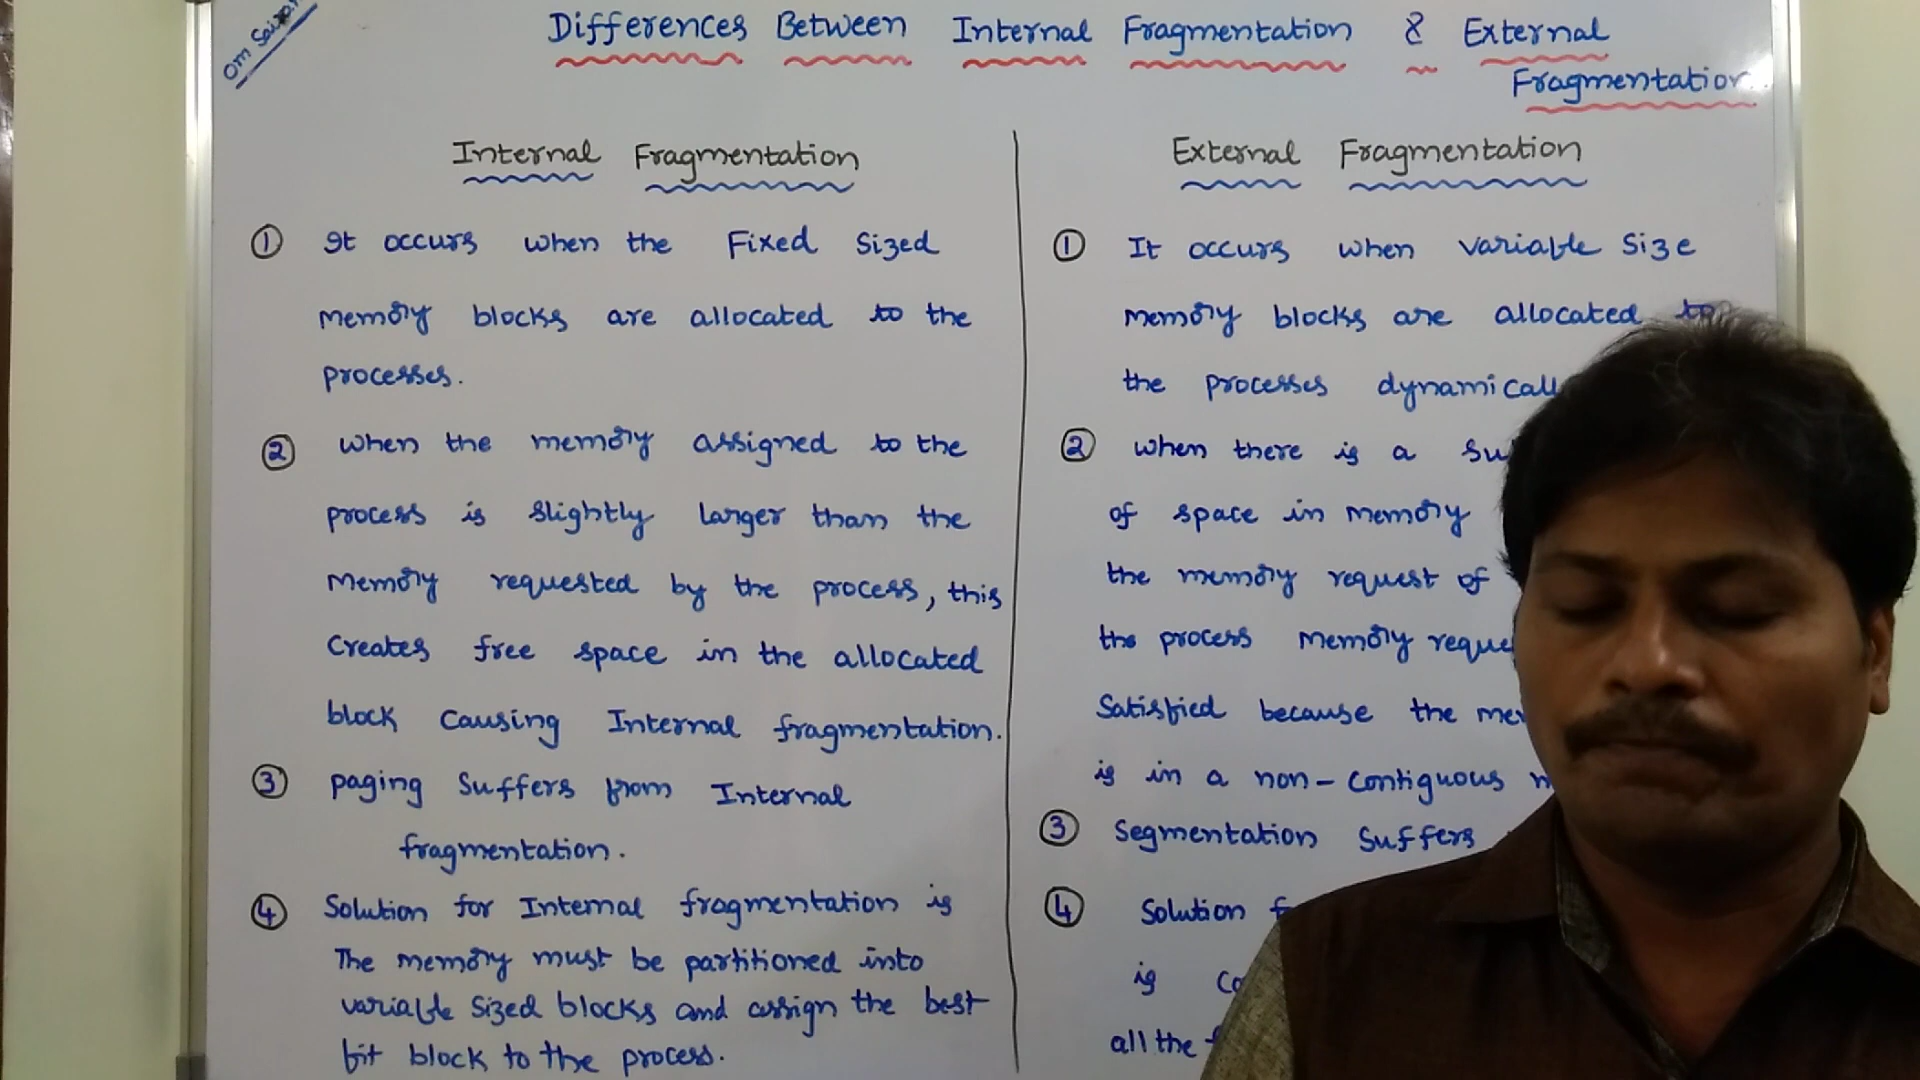 Differences Between Internal Fragmentation & External
Fragmentation
Internal Fragmentation
① It occurs when the Fixed Sized
memory blocks are allocated to the
processes.
② When the memory assigned to the
process is slightly larger than the
memory requested by the process, this
creates free space in the allocated
block causing Internal fragmentation.
③ paging suffers from Internal
fragmentation.
④ Solution for Internal fragmentation is
The memory must be partitioned into
variable sized blocks and assign the best
fit block to the process.
External Fragmentation
① It occurs when variable size
memory blocks are allocated to
the processes
② when there is a
of space in memory
the memory request of
the process memory
Satisfied because the
is in a non-contiguous
③ Segmentation Suffers
④ Solution
is
all the